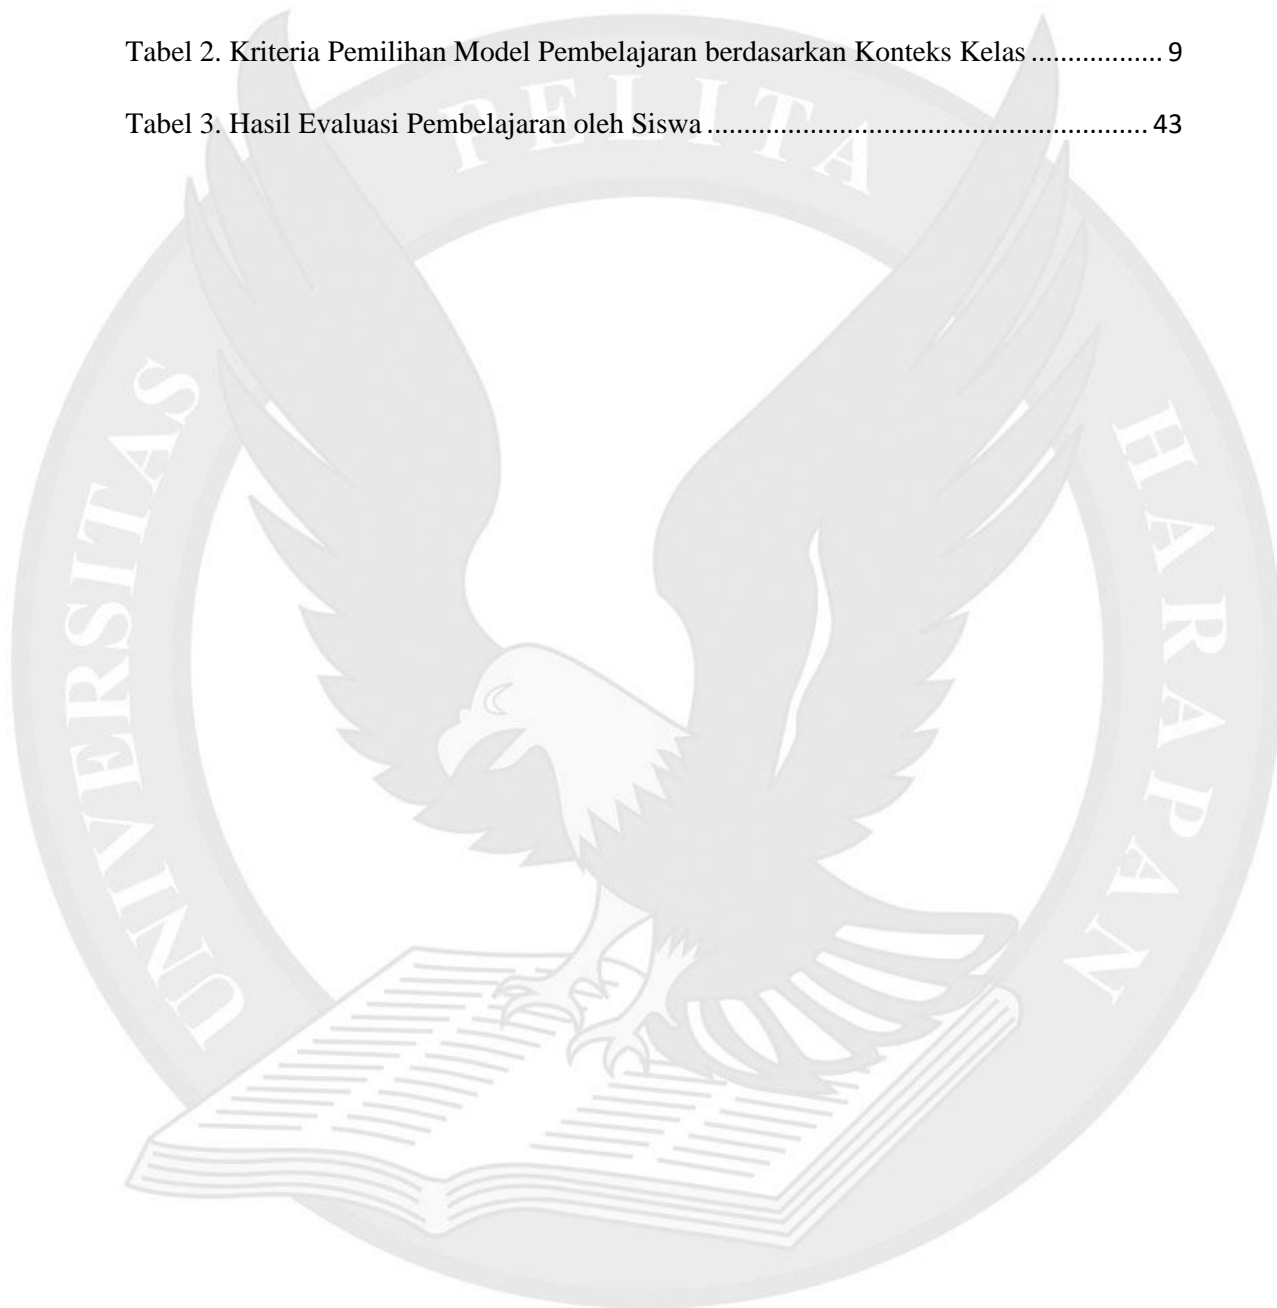 Tabel 2. Kriteria Pemilihan Model Pembelajaran berdasarkan Konteks Kelas .................. 9
Tabel 3. Hasil Evaluasi Pembelajaran oleh Siswa ............................................................. 43
UNIVERSITAS PELITA HARAPAN